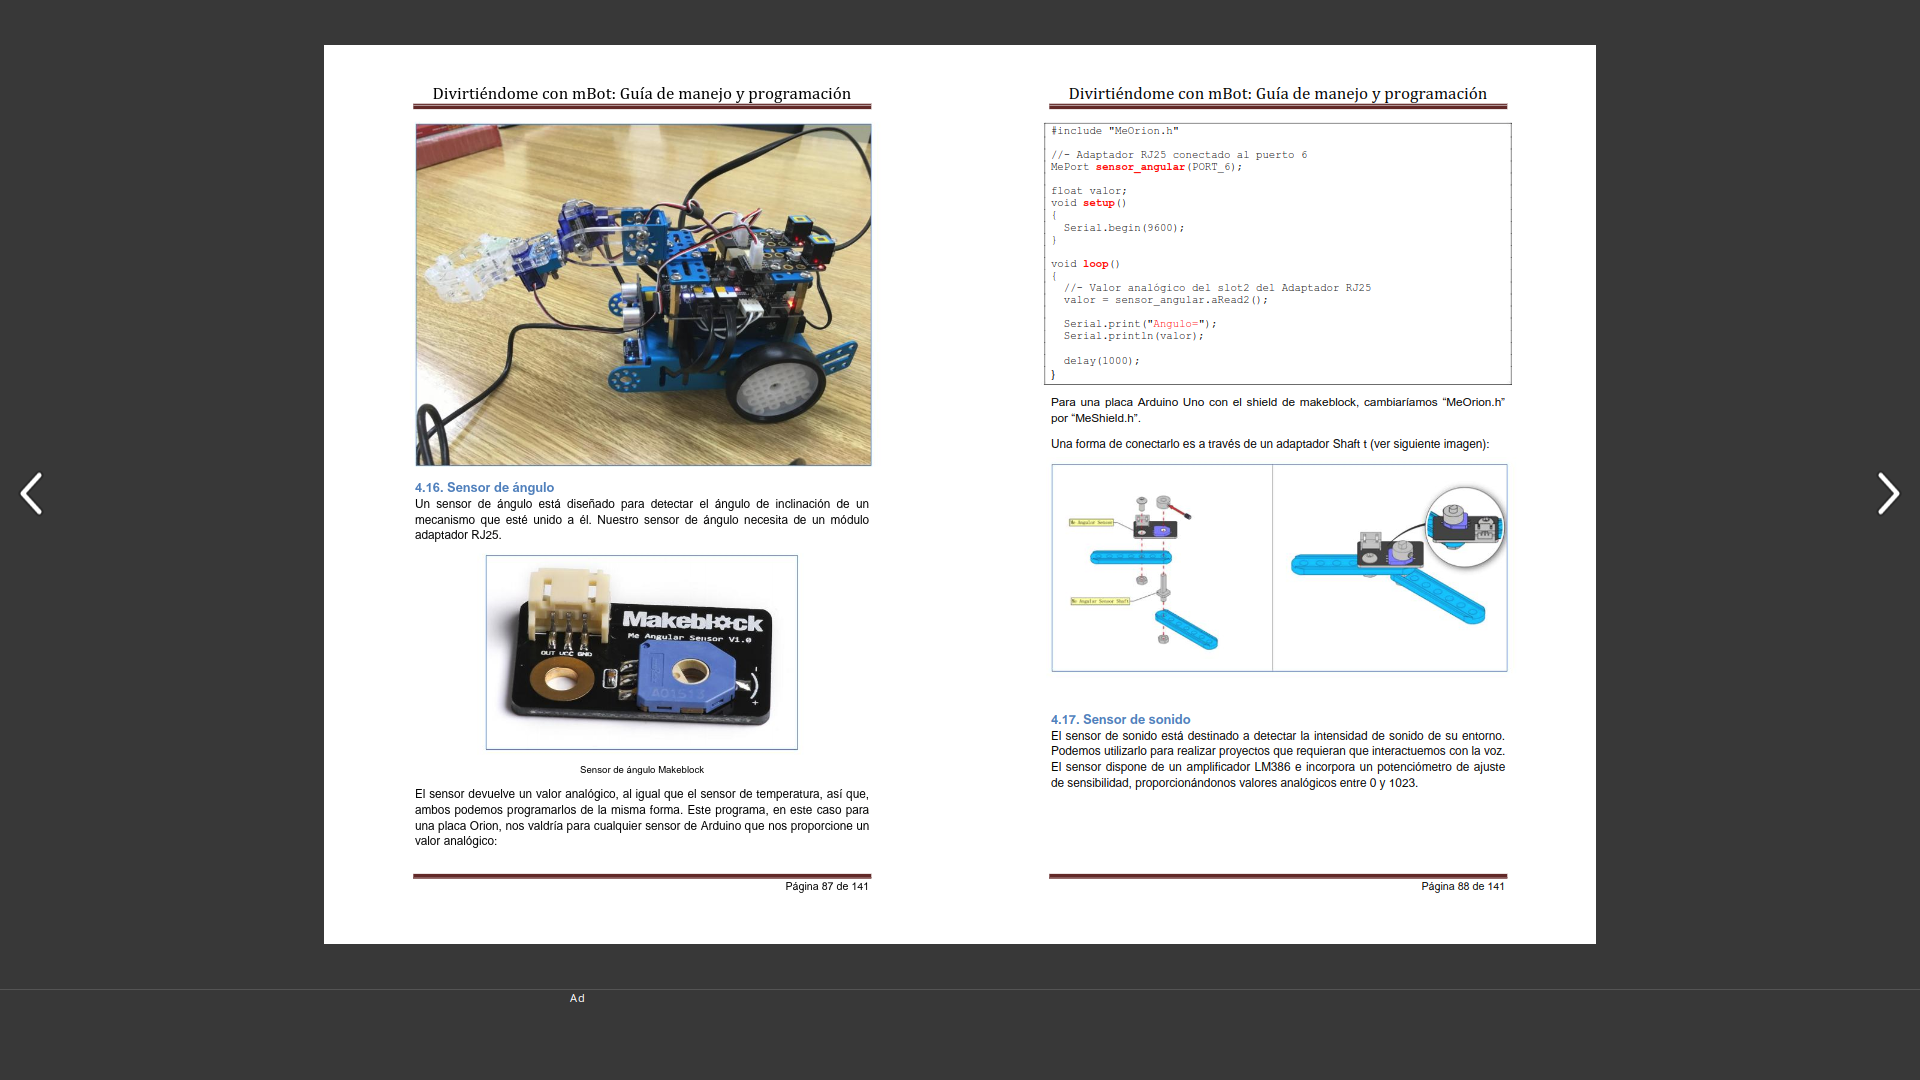 Divirtiéndome con mBot: Guía de manejo y programación
4.16. Sensor de ángulo
Un sensor de ángulo está diseñado para detectar el ángulo de inclinación de un
mecanismo que esté unido a él. Nuestro sensor de ángulo necesita de un módulo
adaptador RJ25.
Makeblock
Me Angular Sensor V1.0
OUT VCC GND
A01513
Sensor de ángulo Makeblock
El sensor devuelve un valor analógico, al igual que el sensor de temperatura, así que,
ambos podemos programarlos de la misma forma. Este programa, en este caso para
una placa Orion, nos valdría para cualquier sensor de Arduino que nos proporcione un
valor analógico:
Página 87 de 141
Divirtiéndome con mBot: Guía de manejo y programación
#include "MeOrion.h"
//- Adaptador RJ25 conectado al puerto 6
MePort sensor_angular(PORT_6);
float valor;
void setup()
{
Serial.begin(9600);
}
void loop()
{
//- Valor analógico del slot2 del Adaptador RJ25
valor = sensor_angular.aRead2();
Serial.print("Angulo=");
Serial.println(valor);
delay(1000);
}
Para una placa Arduino Uno con el shield de makeblock, cambiaríamos “MeOrion.h”
por “MeShield.h”.
Una forma de conectarlo es a través de un adaptador Shaft t (ver siguiente imagen):
Me Angular Sensor
Me Angular Sensor Shaft
4.17. Sensor de sonido
El sensor de sonido está destinado a detectar la intensidad de sonido de su entorno.
Podemos utilizarlo para realizar proyectos que requieran que interactuemos con la voz.
El sensor dispone de un amplificador LM386 e incorpora un potenciómetro de ajuste
de sensibilidad, proporcionándonos valores analógicos entre 0 y 1023.
Página 88 de 141
Ad